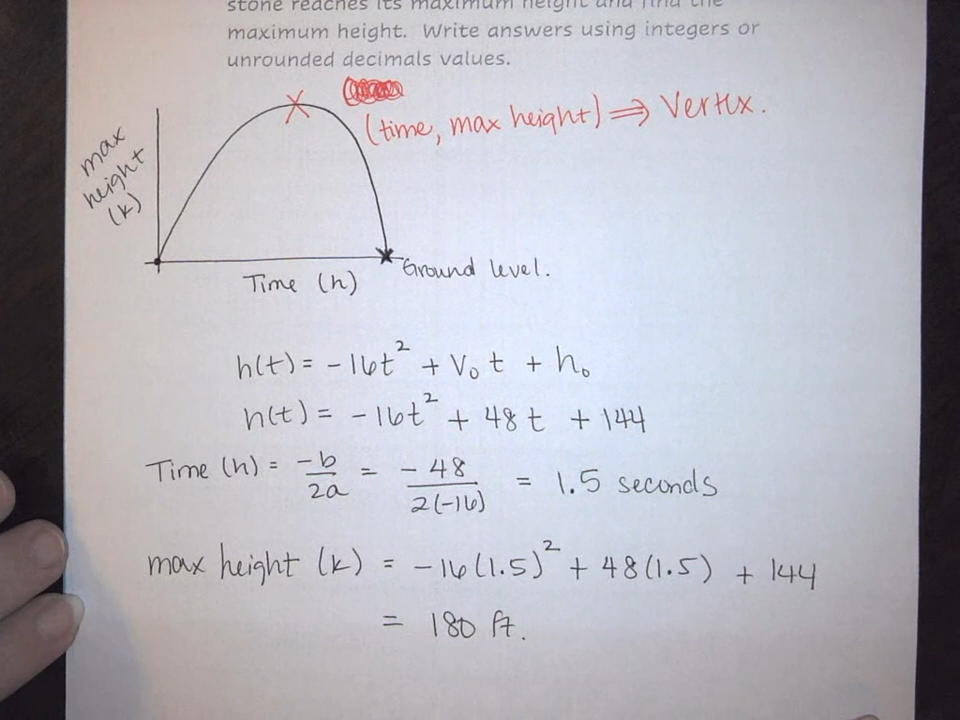 stone reaches its maximum height and find the
maximum height. Write answers using integers or
unrounded decimals values.
(time, max height) ⟹ Vertex.
max
height
(k)
Time (h)
Ground level.
h(t) = -16t² + V₀ t + h₀
h(t) = -16t² + 48t + 144
Time (h) = -b/2a = -48/2(-16) = 1.5 seconds
max height (k) = -16(1.5)² + 48(1.5) + 144
= 180 ft.